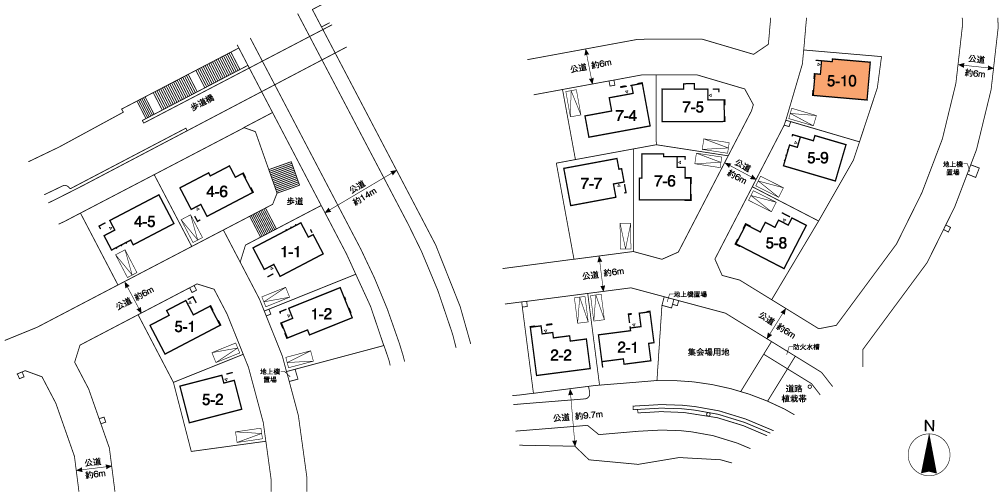 歩道橋
4-6
4-5
歩道
公道
約14m
1-1
公道 約6m
1-2
5-1
地上機
置場
5-2
公道
約6m
公道 約6m
7-4
7-5
5-10
公道
約6m
5-9
地上機
置場
公道
約6m
7-7
7-6
5-8
公道 約6m
地上機置場
公道 約6m
2-2
2-1
集会場用地
防火水槽
道路
植栽帯
公道 約9.7m
N